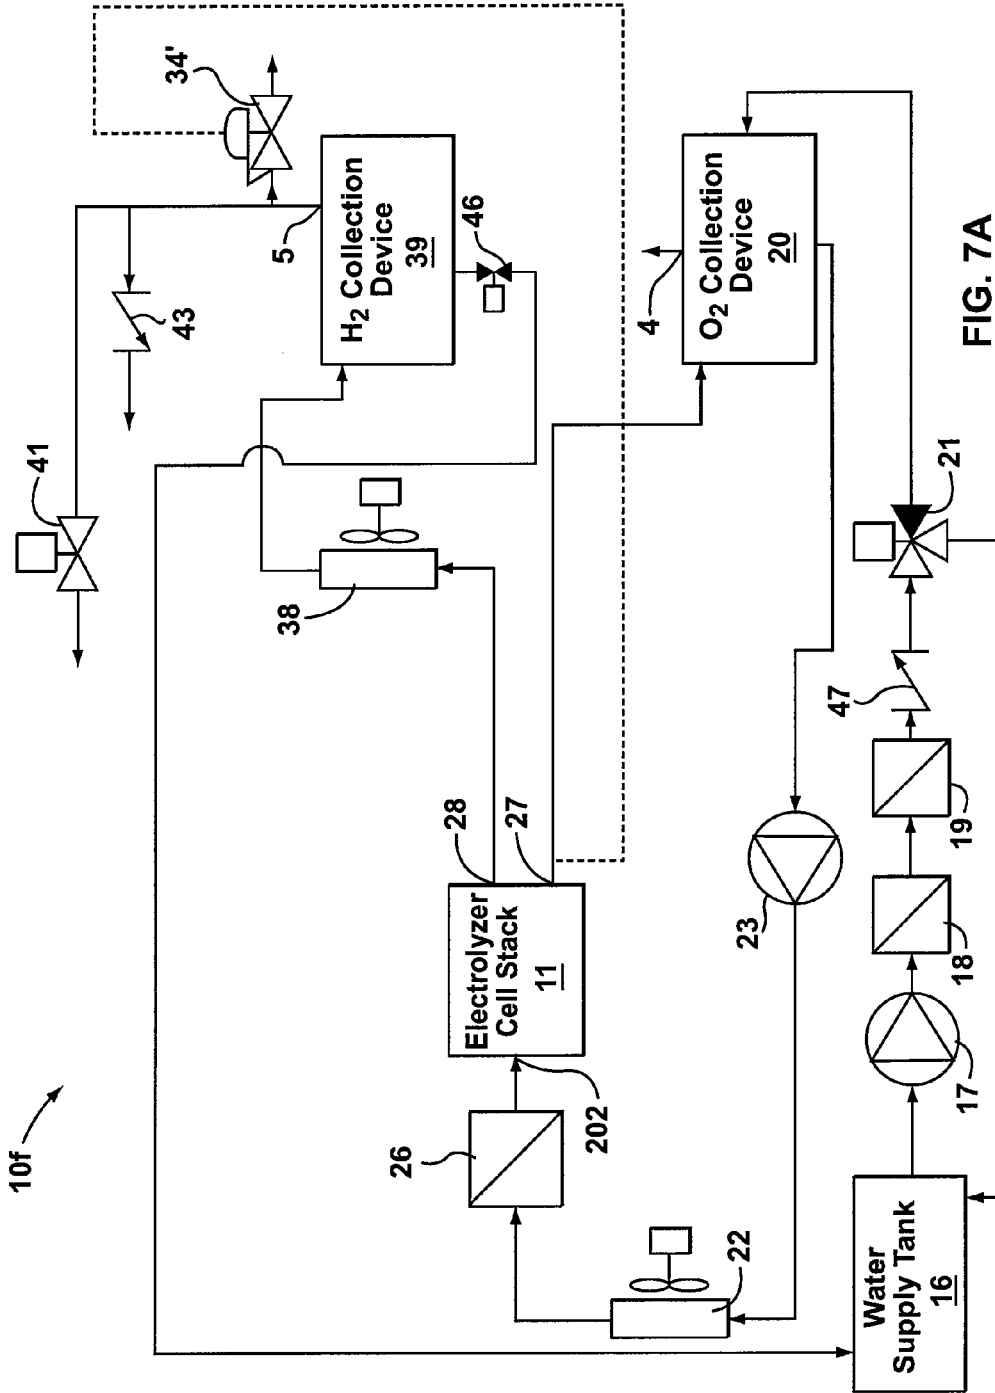 10f
41
43
34'
5
H2 Collection
Device
39
46
38
4
O2 Collection
Device
20
28
27
Electrolyzer
Cell Stack
11
202
26
22
23
21
47
19
18
17
Water
Supply Tank
16
FIG. 7A